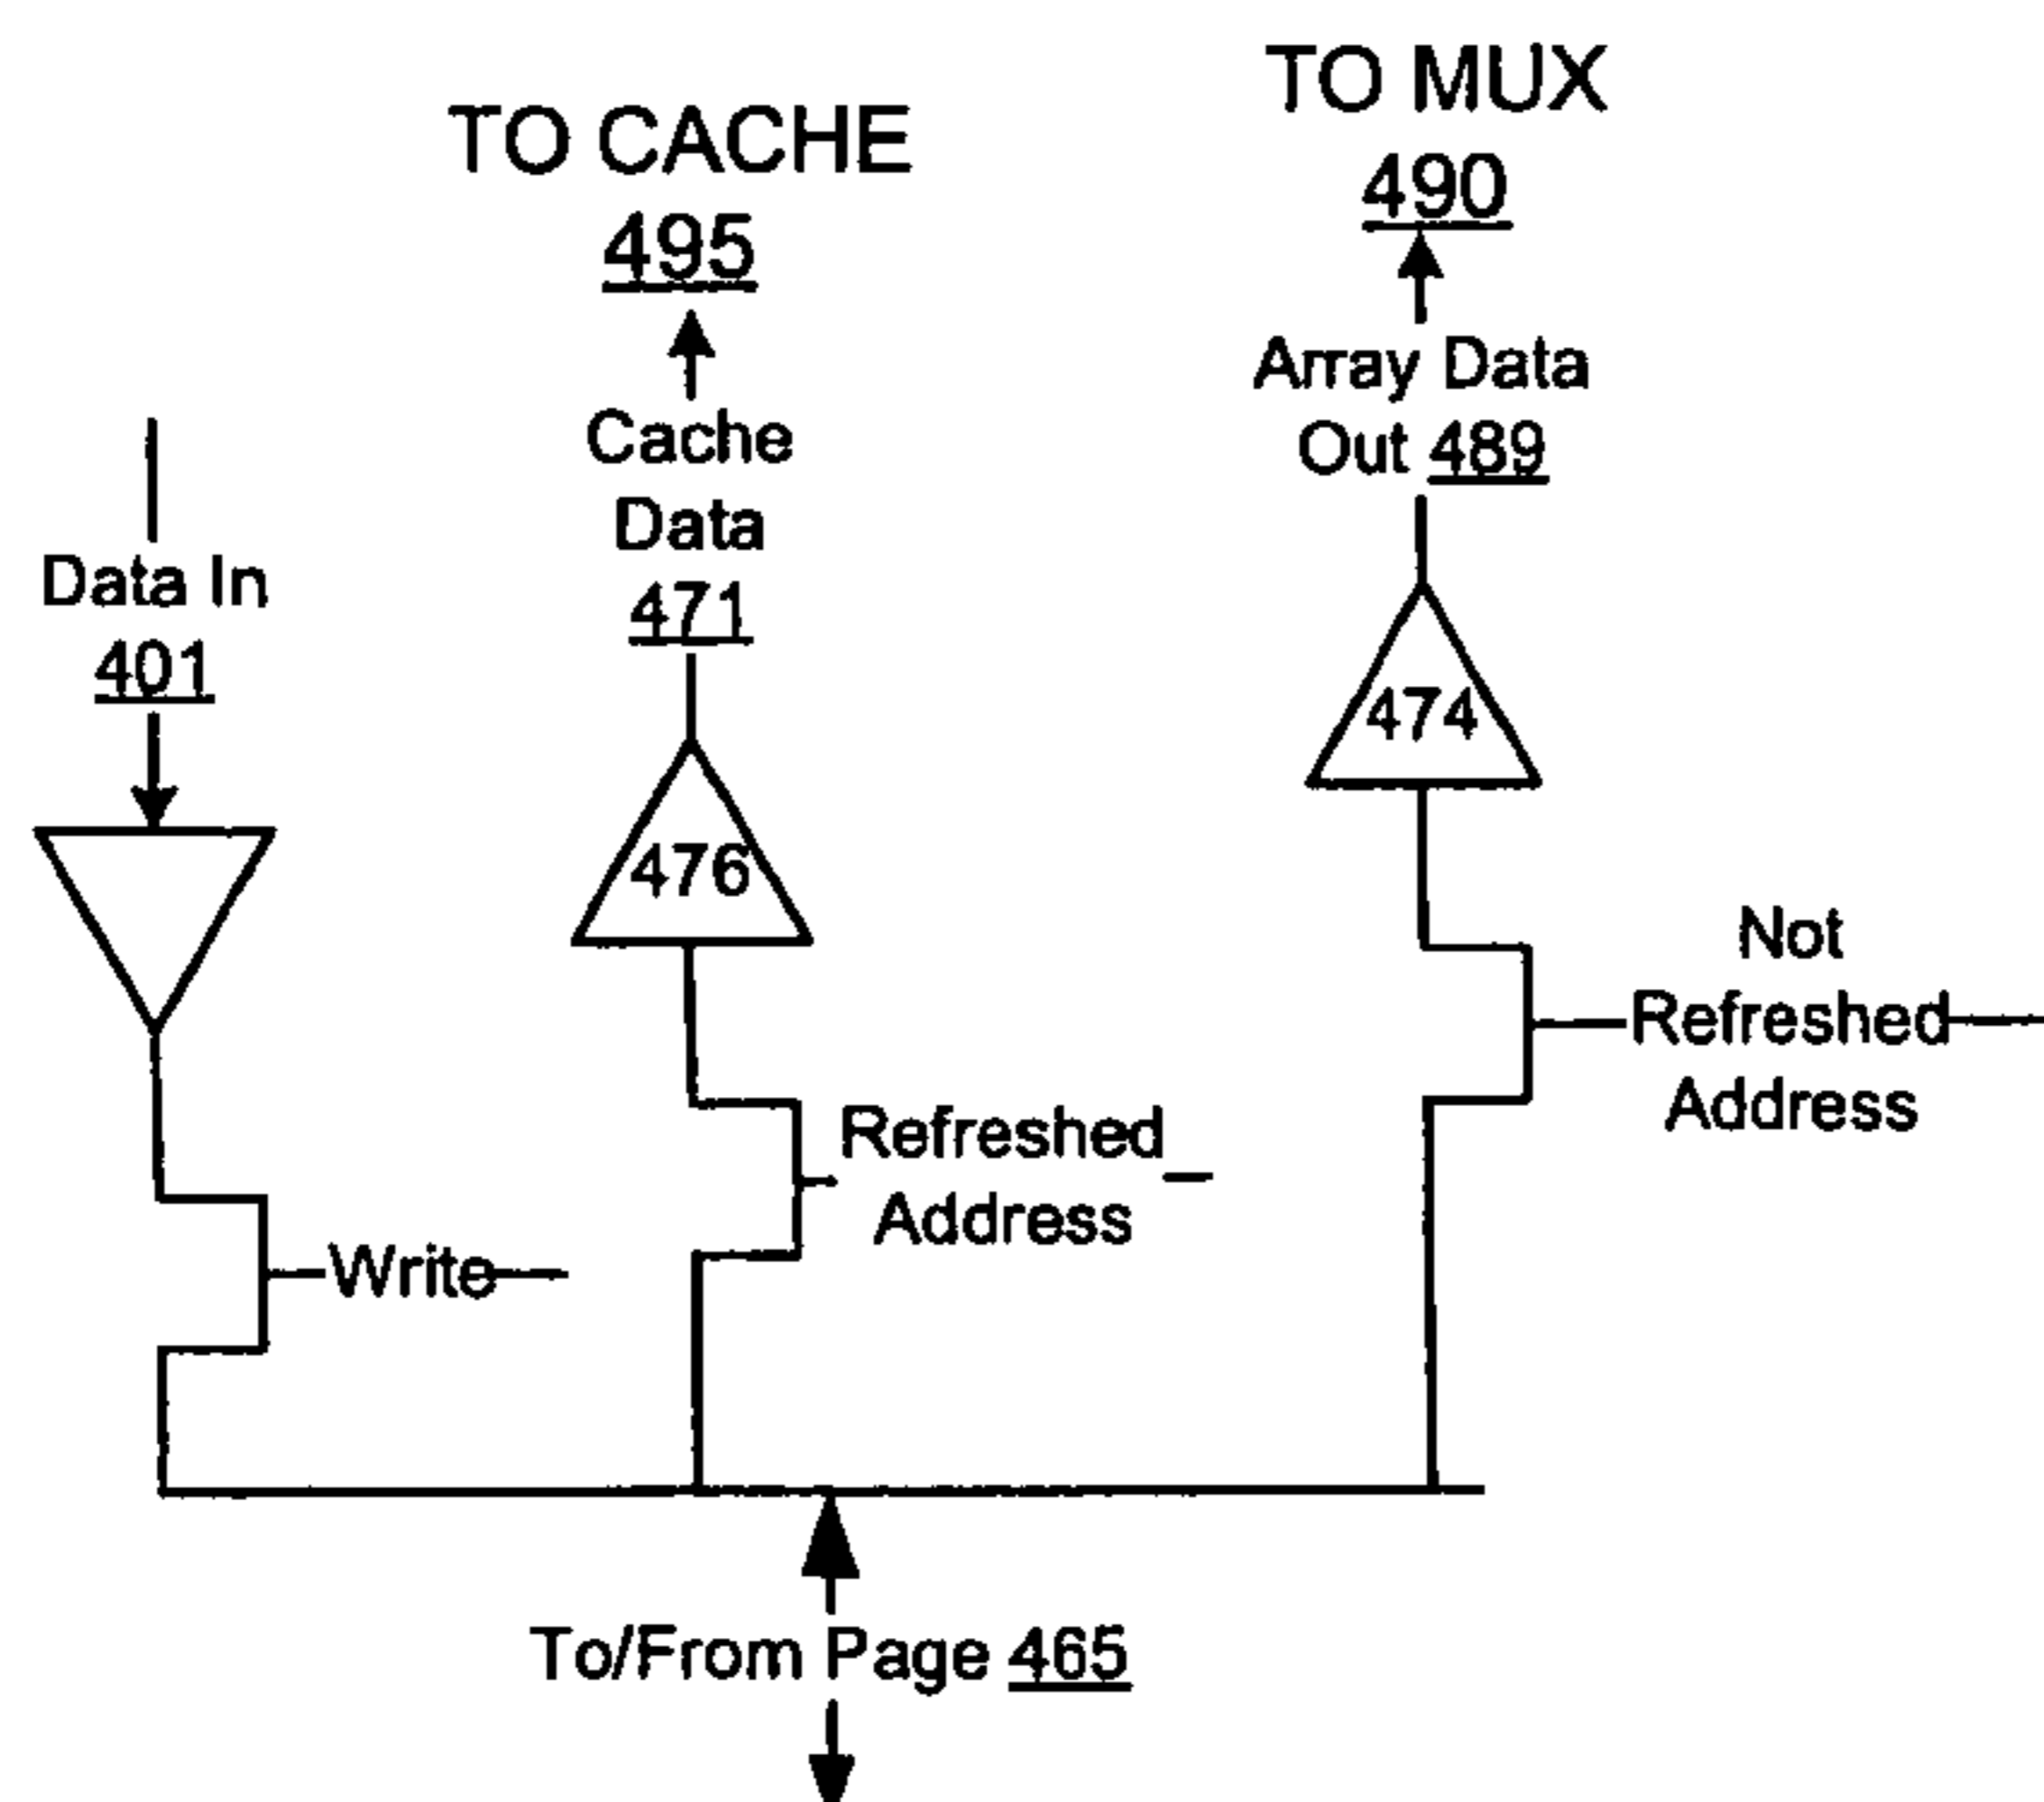 TO CACHE
495
TO MUX
490
Data In
401
Cache
Data
471
Array Data
Out 489
476
474
Write
Refreshed
Address
Not
Refreshed
Address
To/From Page 465